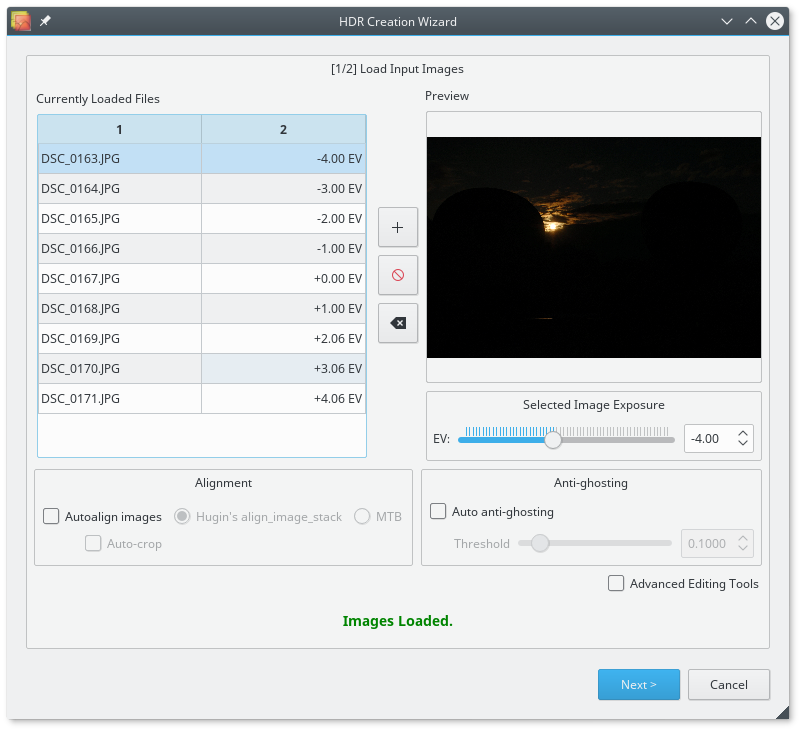 HDR Creation Wizard
[1/2] Load Input Images
Currently Loaded Files
Preview
1 2
DSC_0163.JPG -4.00 EV
DSC_0164.JPG -3.00 EV
DSC_0165.JPG -2.00 EV
DSC_0166.JPG -1.00 EV
DSC_0167.JPG +0.00 EV
DSC_0168.JPG +1.00 EV
DSC_0169.JPG +2.06 EV
DSC_0170.JPG +3.06 EV
DSC_0171.JPG +4.06 EV
Selected Image Exposure
EV: -4.00
Alignment
Autoalign images Hugin's align_image_stack MTB
Auto-crop
Anti-ghosting
Auto anti-ghosting
Threshold 0.1000
Advanced Editing Tools
Images Loaded.
Next > Cancel